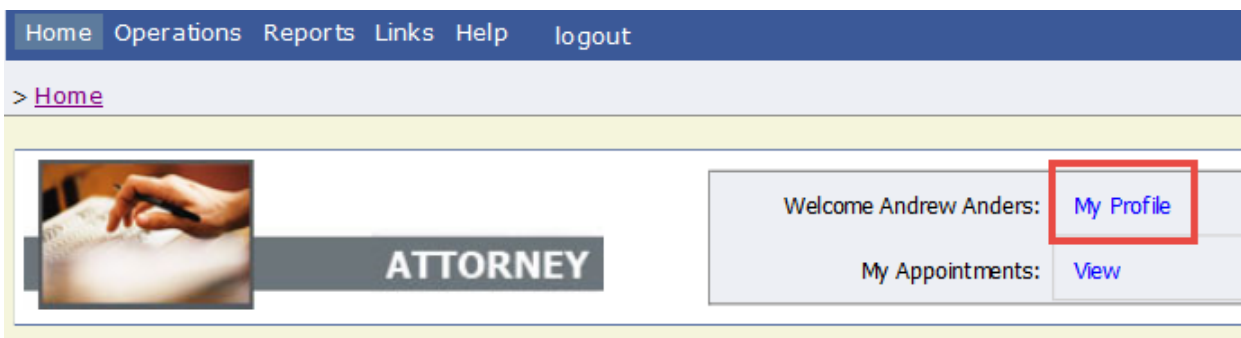 Home Operations Reports Links Help logout
> Home
ATTORNEY
Welcome Andrew Anders: My Profile
My Appointments: View